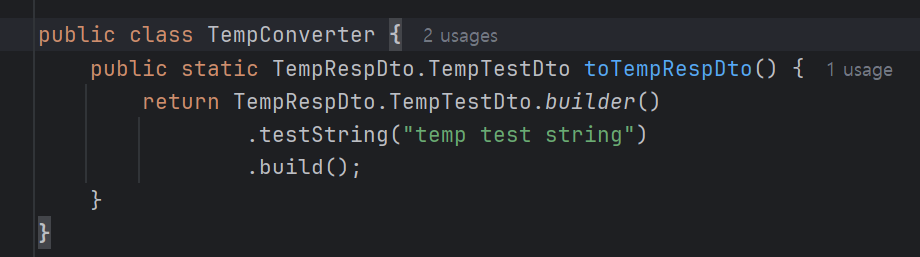 public class TempConverter { 2 usages
public static TempRespDto.TempTestDto toTempRespDto() { 1 usage
return TempRespDto.TempTestDto.builder()
.testString("temp test string")
.build();
}
}